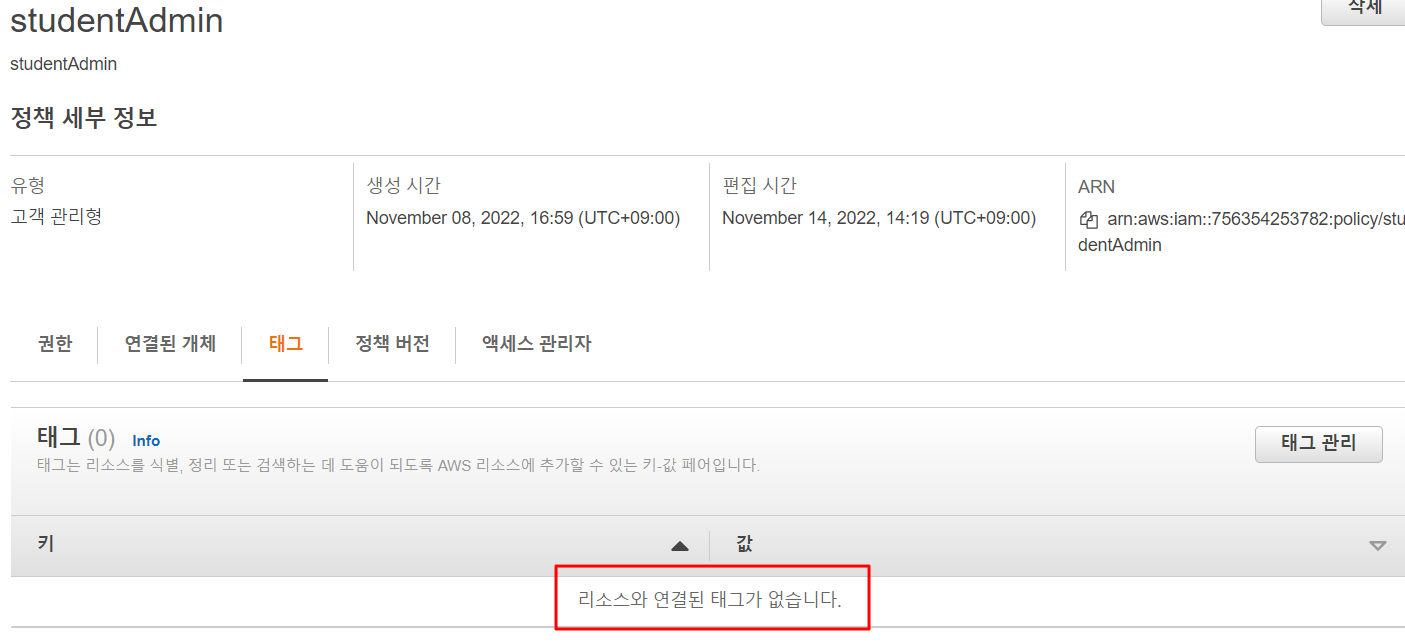 studentAdmin
삭제
studentAdmin
정책 세부 정보
유형
고객 관리형
생성 시간
November 08, 2022, 16:59 (UTC+09:00)
편집 시간
November 14, 2022, 14:19 (UTC+09:00)
ARN
arn:aws:iam::756354253782:policy/stu
dentAdmin
권한 연결된 개체 태그 정책 버전 액세스 관리자
태그 (0) Info
태그는 리소스를 식별, 정리 또는 검색하는 데 도움이 되도록 AWS 리소스에 추가할 수 있는 키-값 페어입니다.
태그 관리
키 값
리소스와 연결된 태그가 없습니다.